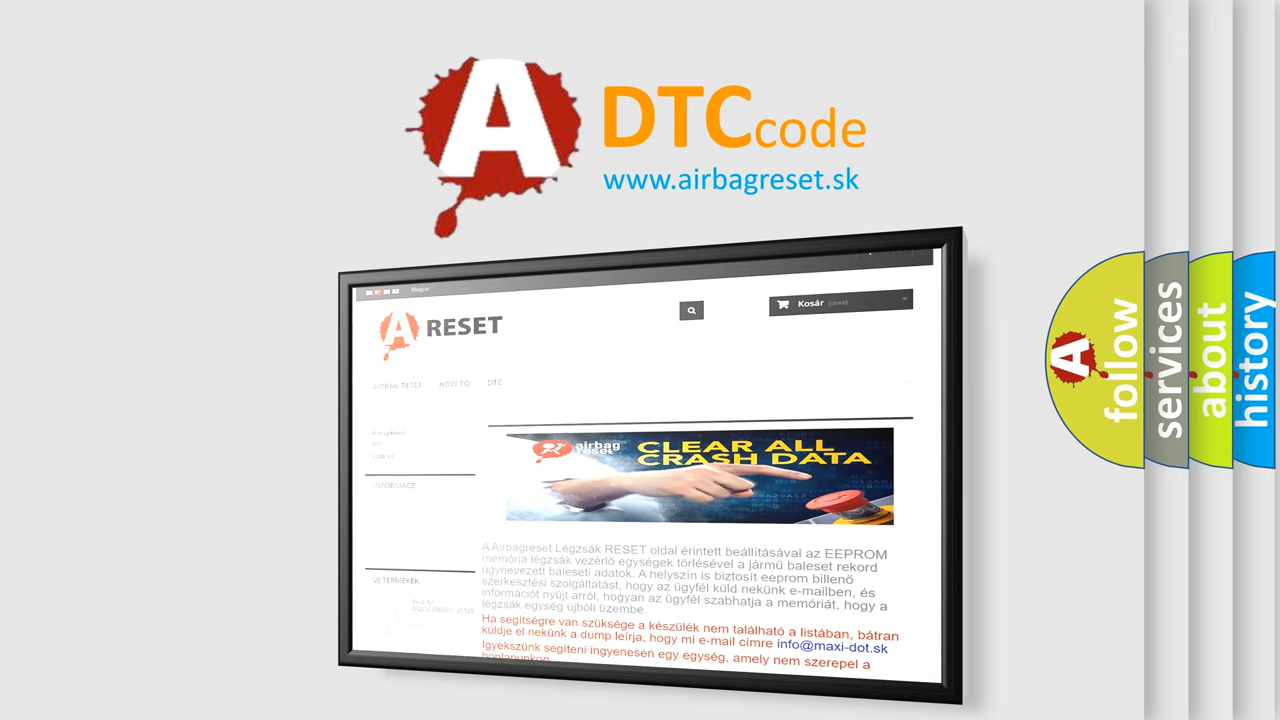 A DTC code
www.airbagreset.sk
Magyar
A RESET
Kosár (üres)
AIRBAG RESET HOW TO DTC
airbag reset
CLEAR ALL
CRASH DATA
INFORMACE
A Airbagreset Légzsák RESET oldal érintett beállításával az EEPROM
memória légzsák vezérlő egységek törlésével a jármű baleset rekord
úgynevezett baleseti adatok, A helyszín is biztosít eeprom billenő
szerkesztési szolgáltatást, hogy az ügyfél küld nekünk e-mailben, és
információt nyújt arról, hogyan az ügyfél szabhatja a memóriát, hogy a
légzsák egység újbóli üzembe.
Ha segítségre van szüksége a készülék nem található a listában, bátran
küldje el nekünk a dump leírja, hogy mi e-mail címre info@maxi-dot.sk
Igyekszünk segíteni ingyenesen egy egység, amely nem szerepel a
honlapunkon
ÚJ TERMÉKEK
A follow
services
about
history